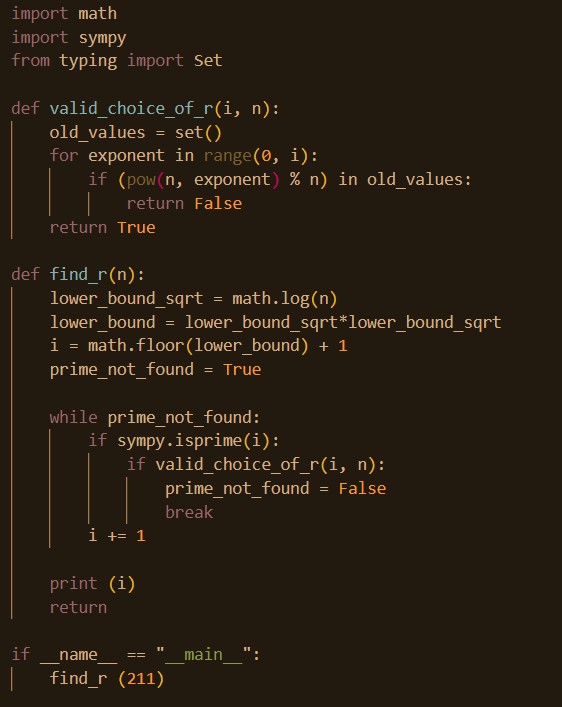 import math
import sympy
from typing import Set

def valid_choice_of_r(i, n):
    old_values = set()
    for exponent in range(0, i):
        if (pow(n, exponent) % n) in old_values:
            return False
    return True

def find_r(n):
    lower_bound_sqrt = math.log(n)
    lower_bound = lower_bound_sqrt*lower_bound_sqrt
    i = math.floor(lower_bound) + 1
    prime_not_found = True

    while prime_not_found:
        if sympy.isprime(i):
            if valid_choice_of_r(i, n):
                prime_not_found = False
                break
        i += 1

    print (i)
    return

if __name__ == "__main__":
    find_r (211)